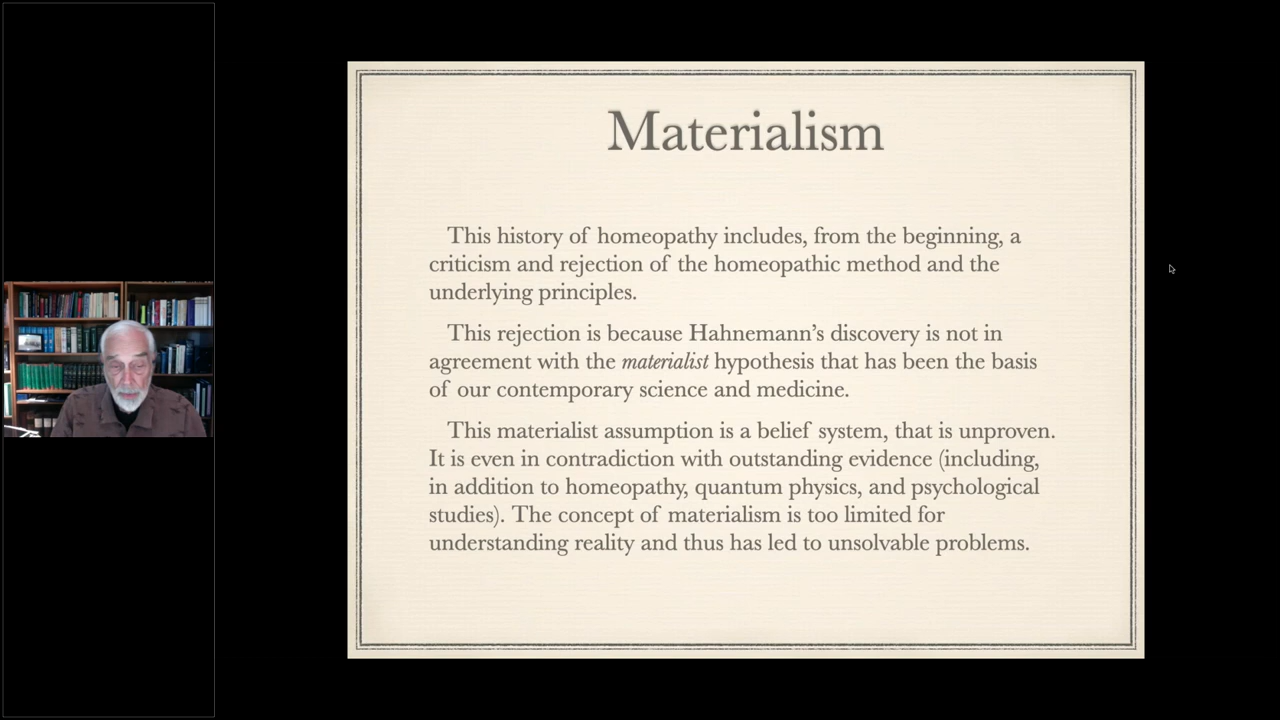 Materialism
This history of homeopathy includes, from the beginning, a
criticism and rejection of the homeopathic method and the
underlying principles.
This rejection is because Hahnemann’s discovery is not in
agreement with the materialist hypothesis that has been the basis
of our contemporary science and medicine.
This materialist assumption is a belief system, that is unproven.
It is even in contradiction with outstanding evidence (including,
in addition to homeopathy, quantum physics, and psychological
studies). The concept of materialism is too limited for
understanding reality and thus has led to unsolvable problems.